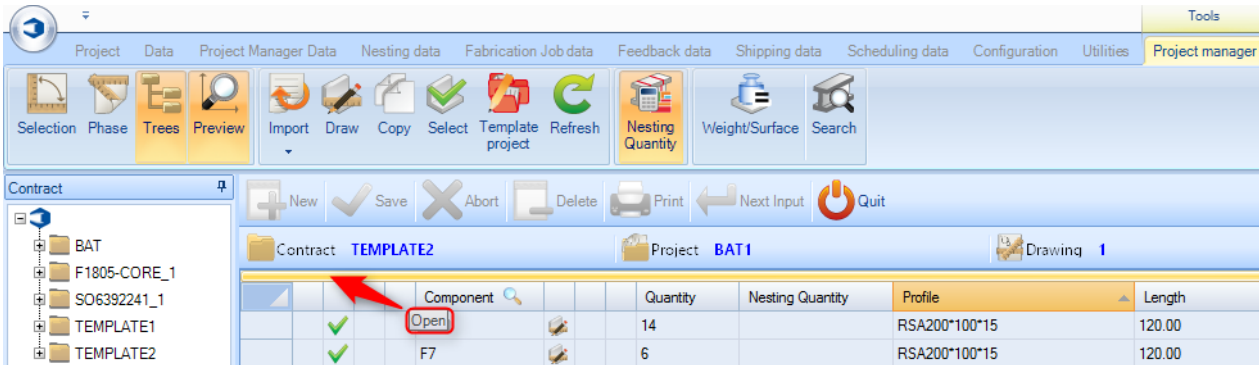 Tools
Project Data Project Manager Data Nesting data Fabrication Job data Feedback data Shipping data Scheduling data Configuration Utilities Project manager
Selection Phase Trees Preview Import Draw Copy Select Template project Refresh Nesting Quantity Weight/Surface Search
Contract
New Save Abort Delete Print Next Input Quit
BAT
F1805-CORE_1
SO6392241_1
TEMPLATE1
TEMPLATE2
Contract TEMPLATE2 Project BAT1 Drawing 1
Component Quantity Nesting Quantity Profile Length
Open 14 RSA200*100*15 120.00
F7 6 RSA200*100*15 120.00